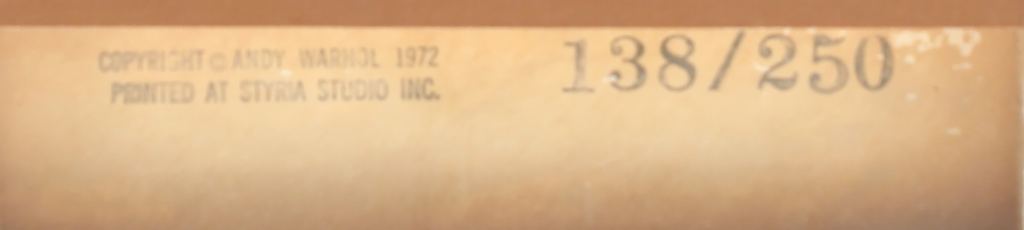 COPYRIGHT © ANDY WARHOL 1972
PRINTED AT STYRIA STUDIO INC.
138/250